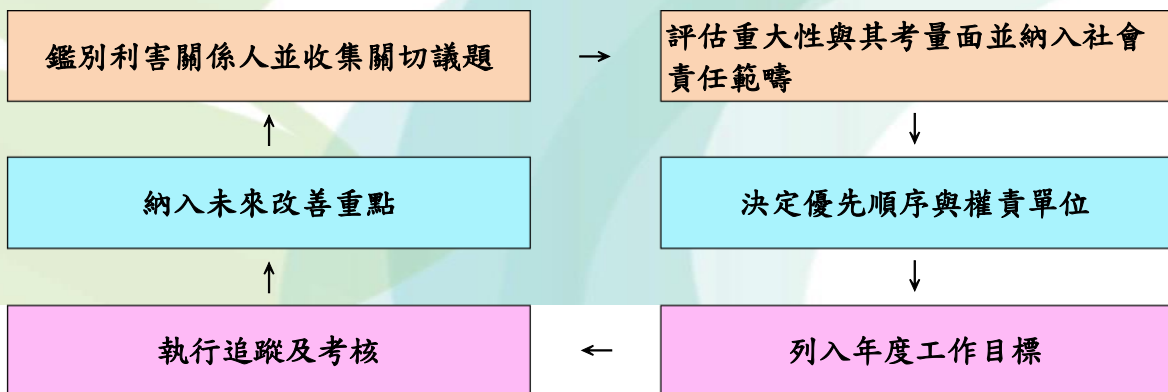 鑑別利害關係人並收集關切議題
→
評估重大性與其考量面並納入社會
責任範疇
↑
↓
納入未來改善重點
決定優先順序與權責單位
↑
↓
執行追蹤及考核
←
列入年度工作目標